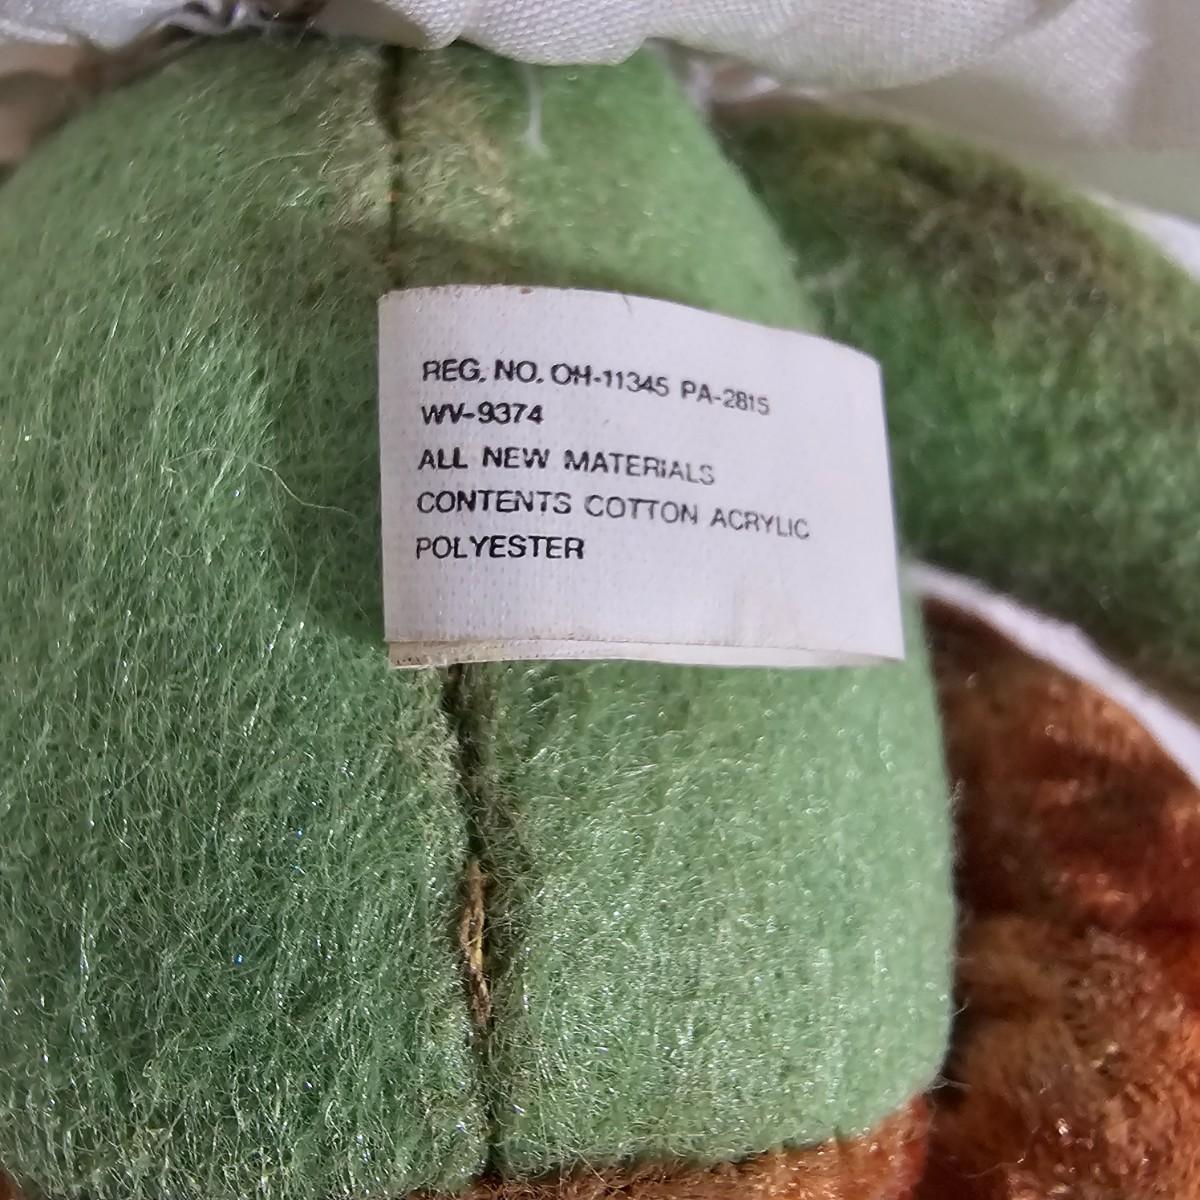 REG. NO. OH-11345 PA-2815
WV-9374
ALL NEW MATERIALS
CONTENTS COTTON ACRYLIC
POLYESTER